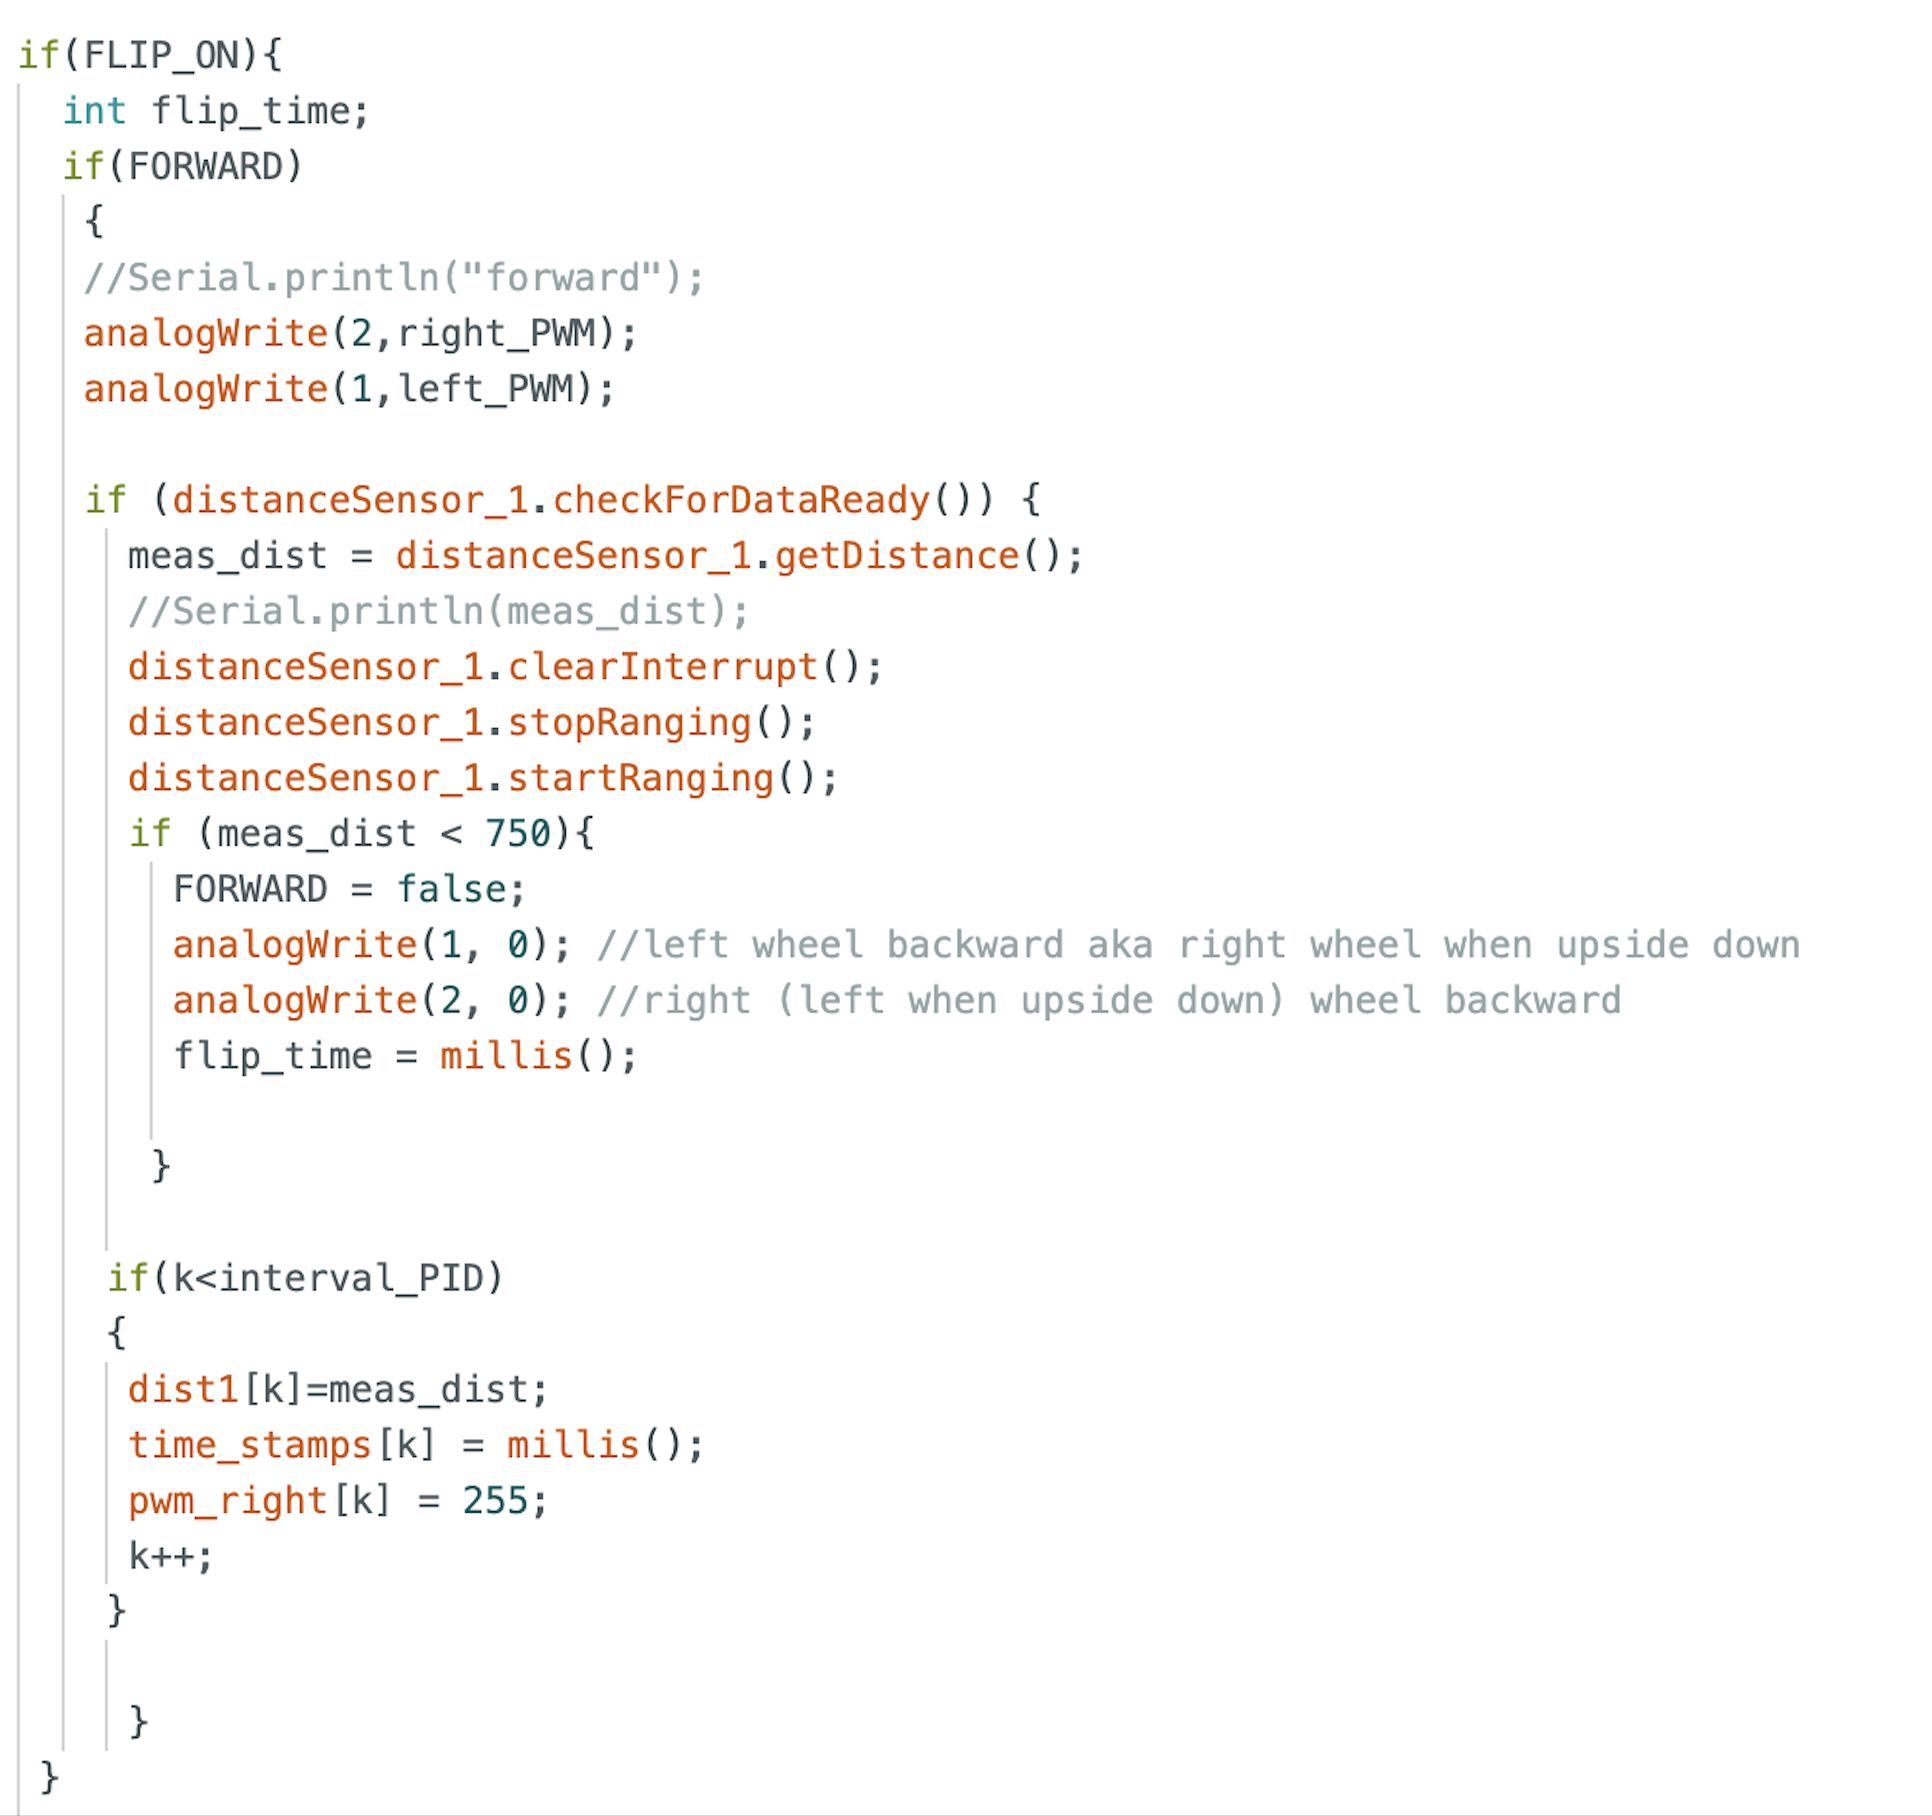 if(FLIP_ON){
int flip_time;
if(FORWARD)
{
//Serial.println("forward");
analogWrite(2,right_PWM);
analogWrite(1,left_PWM);
if (distanceSensor_1.checkForDataReady()) {
meas_dist = distanceSensor_1.getDistance();
//Serial.println(meas_dist);
distanceSensor_1.clearInterrupt();
distanceSensor_1.stopRanging();
distanceSensor_1.startRanging();
if (meas_dist < 750){
FORWARD = false;
analogWrite(1, 0); //left wheel backward aka right wheel when upside down
analogWrite(2, 0); //right (left when upside down) wheel backward
flip_time = millis();
}
if(k<interval_PID)
{
dist1[k]=meas_dist;
time_stamps[k] = millis();
pwm_right[k] = 255;
k++;
}
}
}